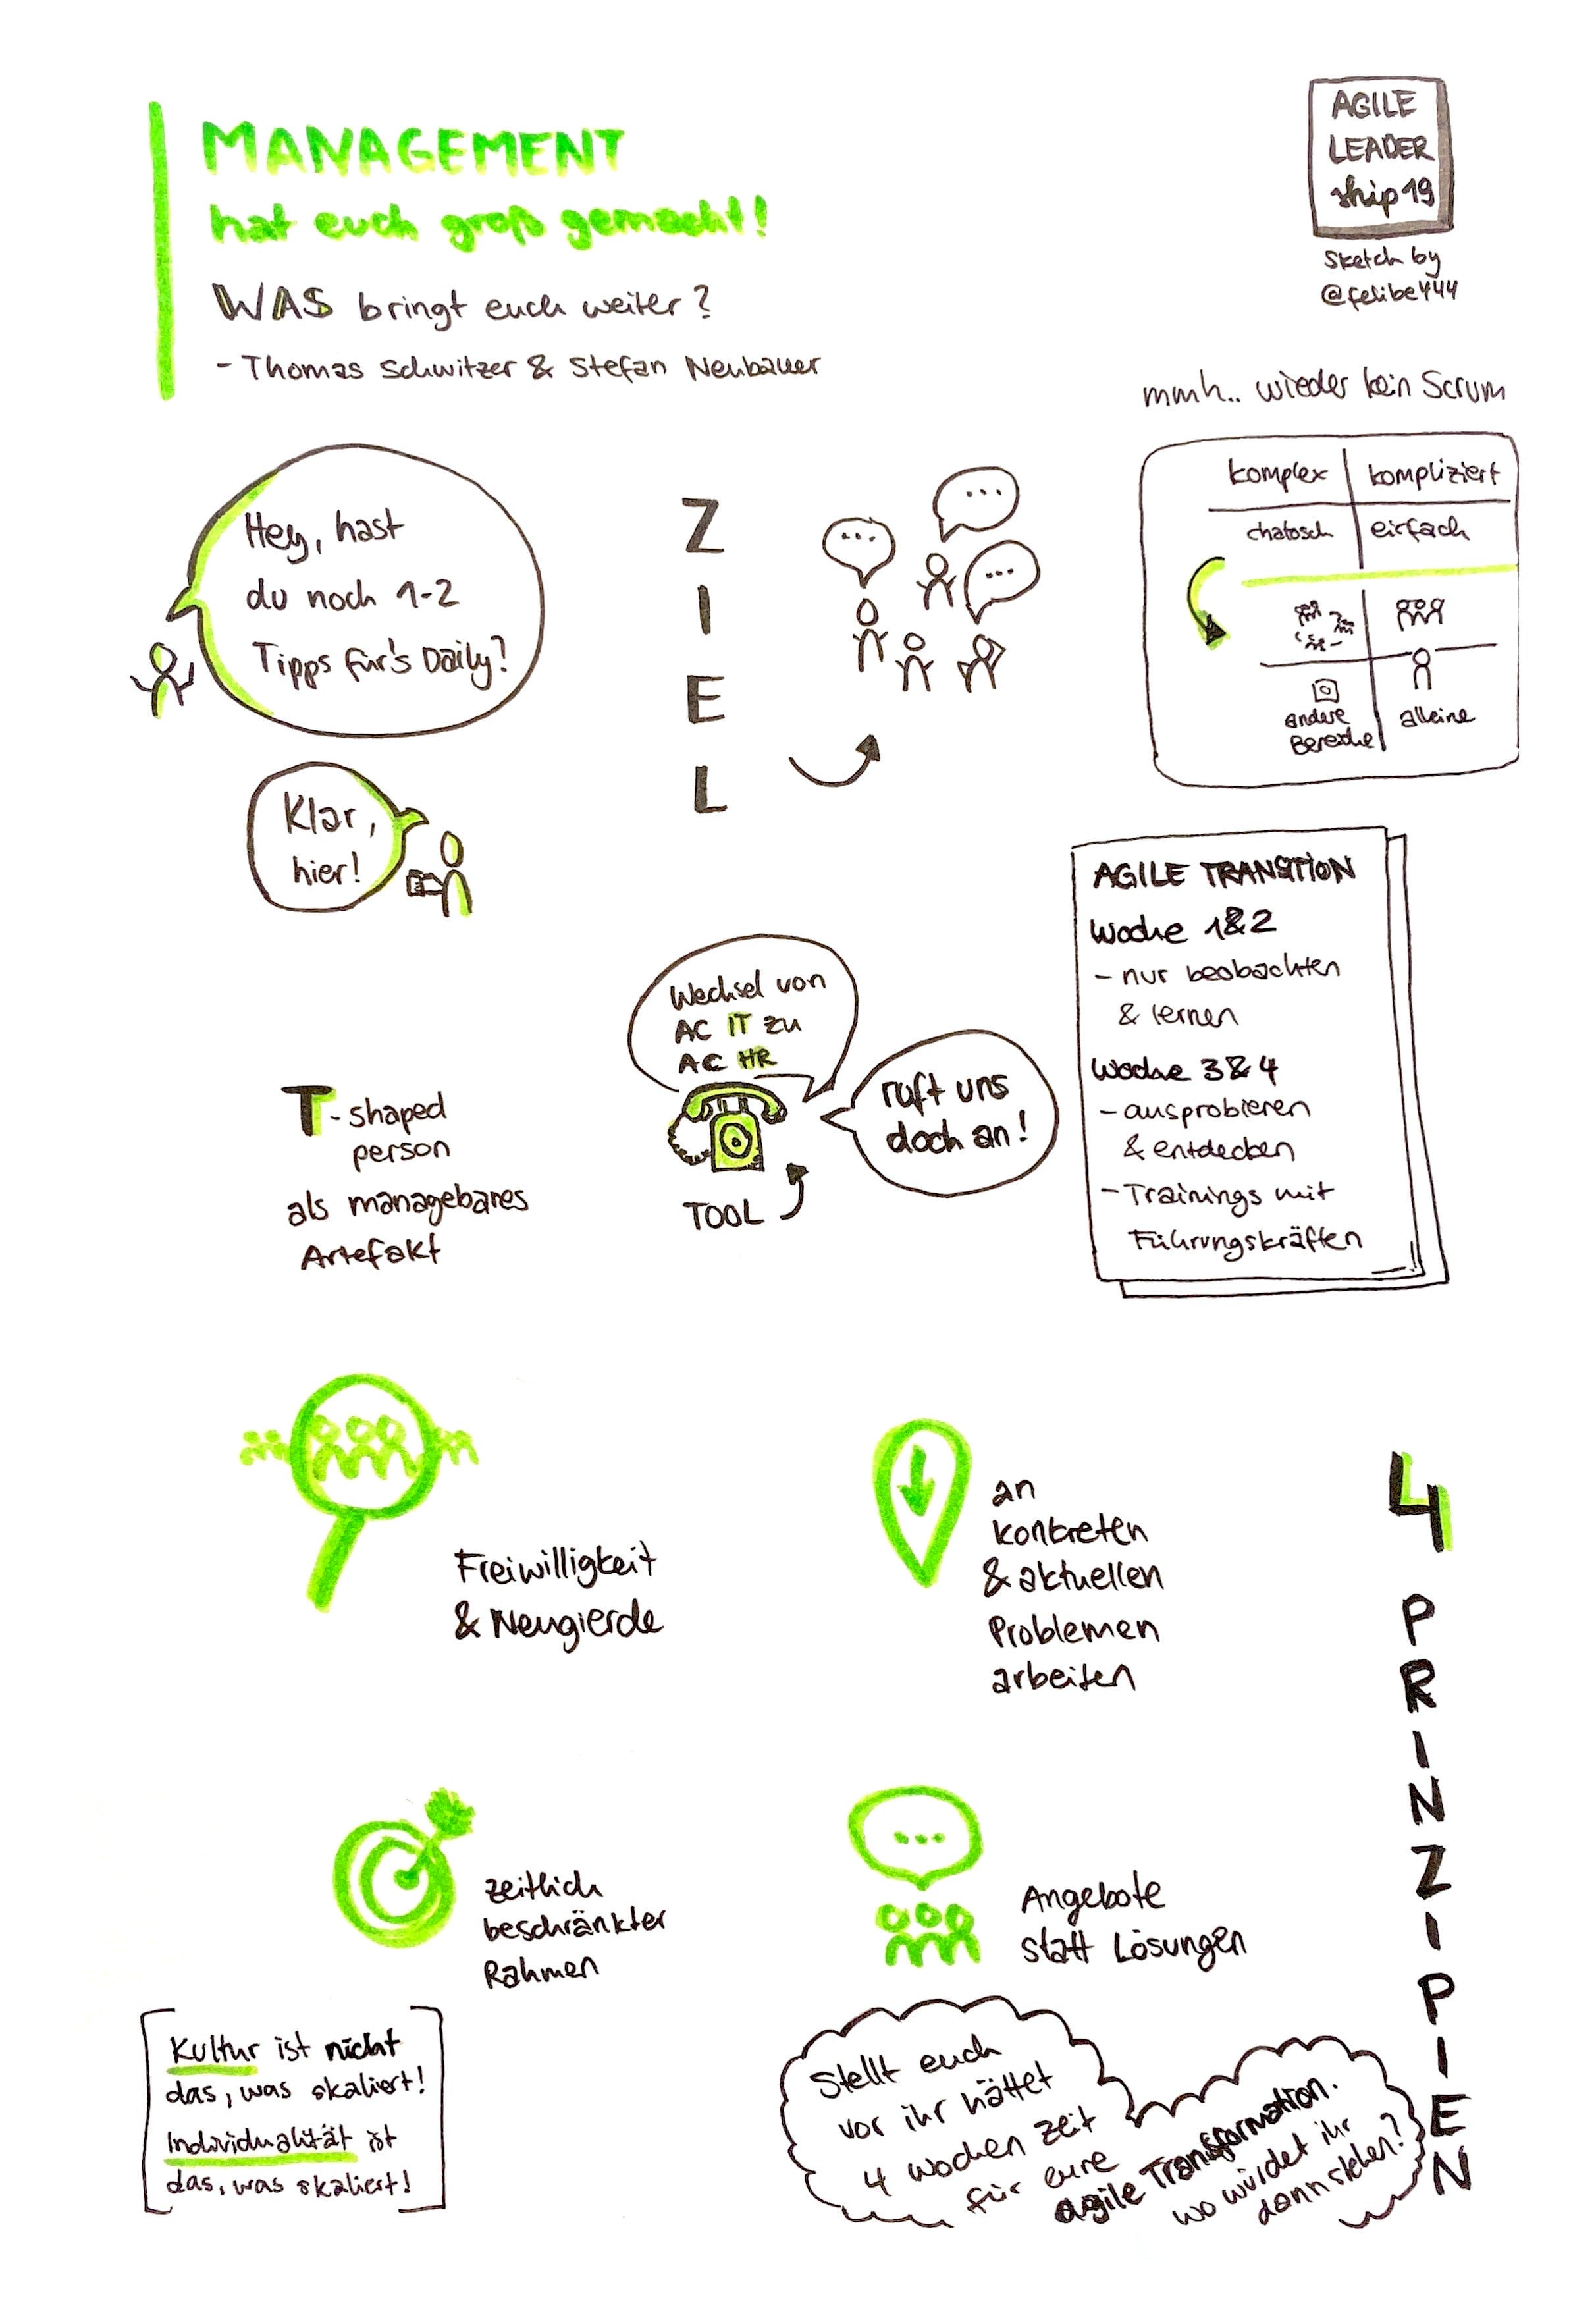 MANAGEMENT
hat euch groß gemacht!
WAS bringt euch weiter?
- Thomas Schwitzer & Stefan Neubauer
AGILE
LEADER
ship19
Sketch by
@felibe444
Hey, hast
du noch 1-2
Tipps für's Daily?
Klar,
hier!
ZIEL
...
...
...
mmh.. wieder kein Scrum
komplex kompliziert
chatosch einfach
andere
Bereiche
alleine
AGILE TRANSITION
Woche 1&2
- nur beobachten
& lernen
Woche 3&4
- ausprobieren
& entdecken
- Trainings mit
Führungskräften
T-shaped
person
als managebares
Artefakt
Wechsel von
AC IT zu
AC HR
ruft uns
doch an!
TOOL
4 PRINZIPIEN
Freiwilligkeit
& Neugierde
an
konkreten
& aktuellen
Problemen
arbeiten
zeitlich
beschränkter
Rahmen
...
Angebote
statt Lösungen
Kultur ist nicht
das, was skaliert!
Individualität ist
das, was skaliert!
Stellt euch
vor ihr hättet
4 Wochen Zeit
für eure
agile Transformation.
wo würdet ihr
dann stehen?